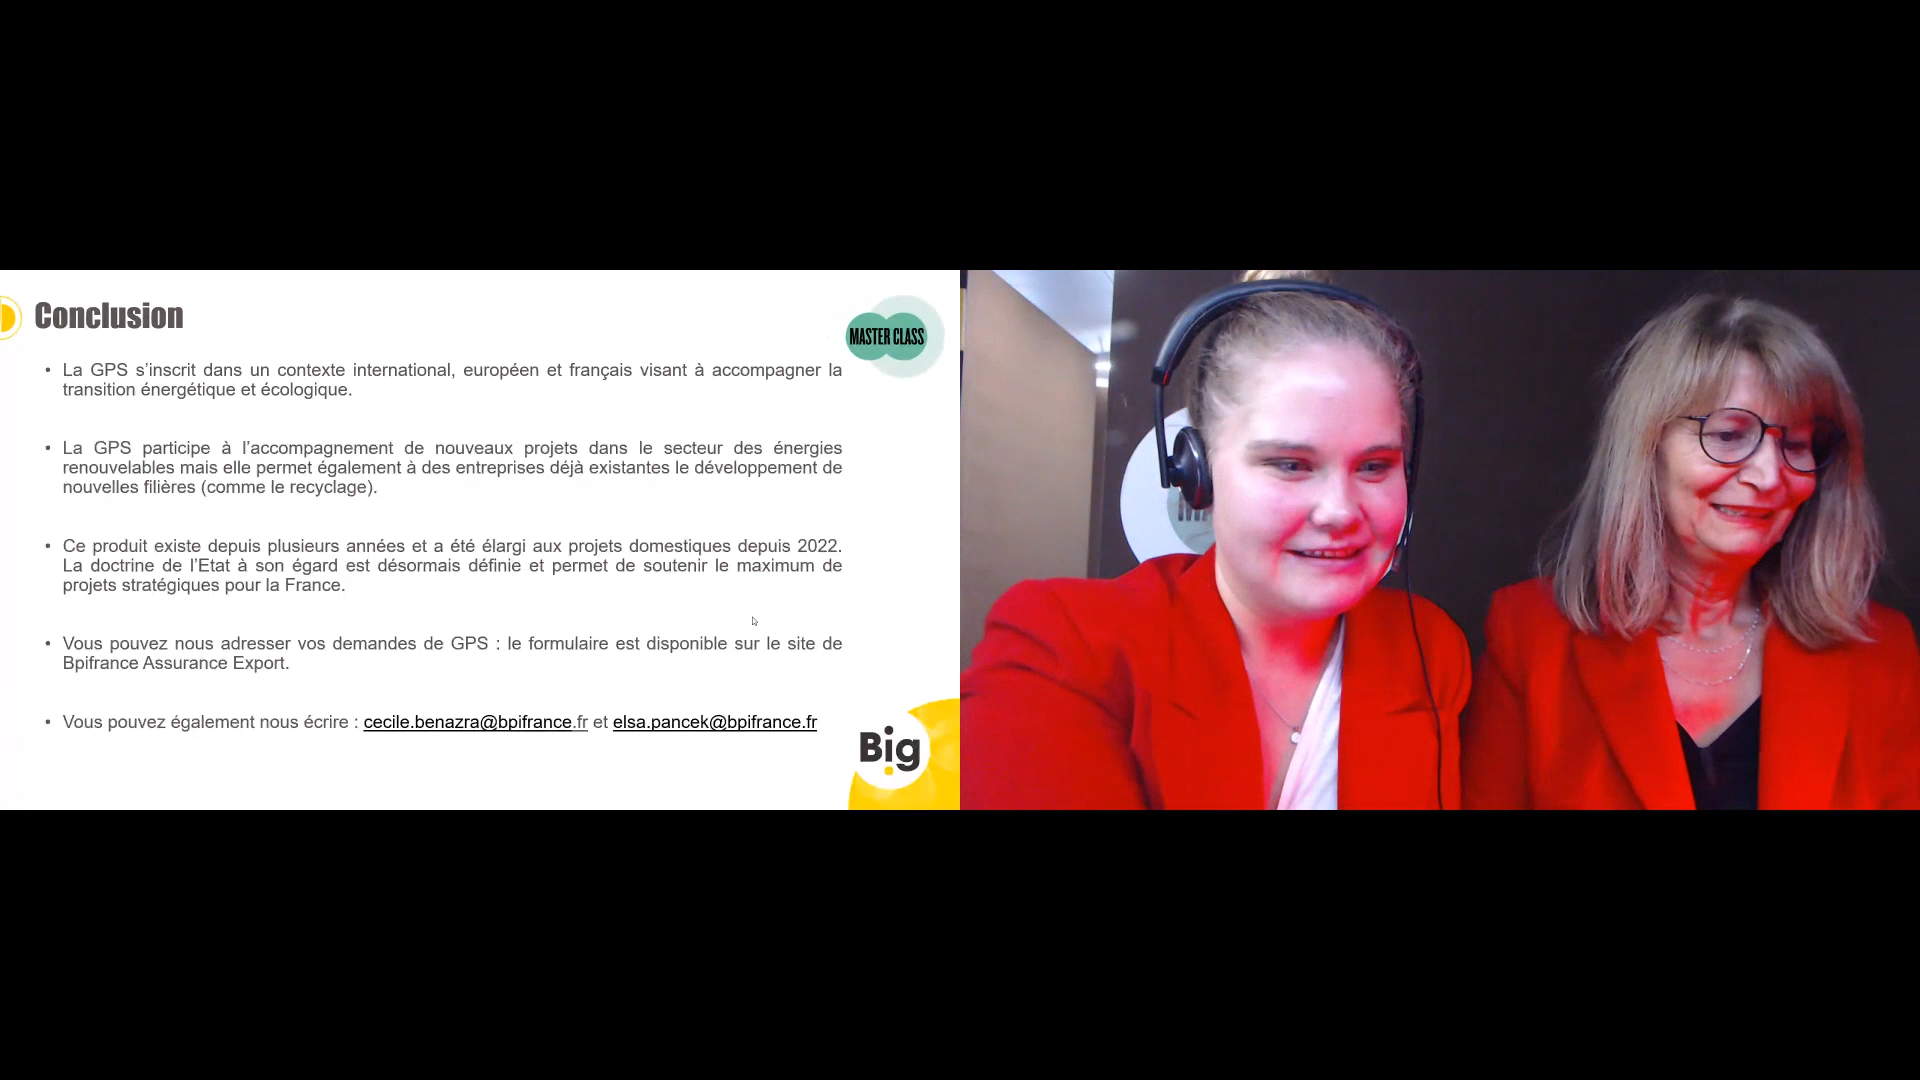 Conclusion
MASTER CLASS
• La GPS s’inscrit dans un contexte international, européen et français visant à accompagner la
transition énergétique et écologique.
• La GPS participe à l’accompagnement de nouveaux projets dans le secteur des énergies
renouvelables mais elle permet également à des entreprises déjà existantes le développement de
nouvelles filières (comme le recyclage).
• Ce produit existe depuis plusieurs années et a été élargi aux projets domestiques depuis 2022.
La doctrine de l’Etat à son égard est désormais définie et permet de soutenir le maximum de
projets stratégiques pour la France.
• Vous pouvez nous adresser vos demandes de GPS : le formulaire est disponible sur le site de
Bpifrance Assurance Export.
• Vous pouvez également nous écrire : cecile.benazra@bpifrance.fr et elsa.pancek@bpifrance.fr
Big